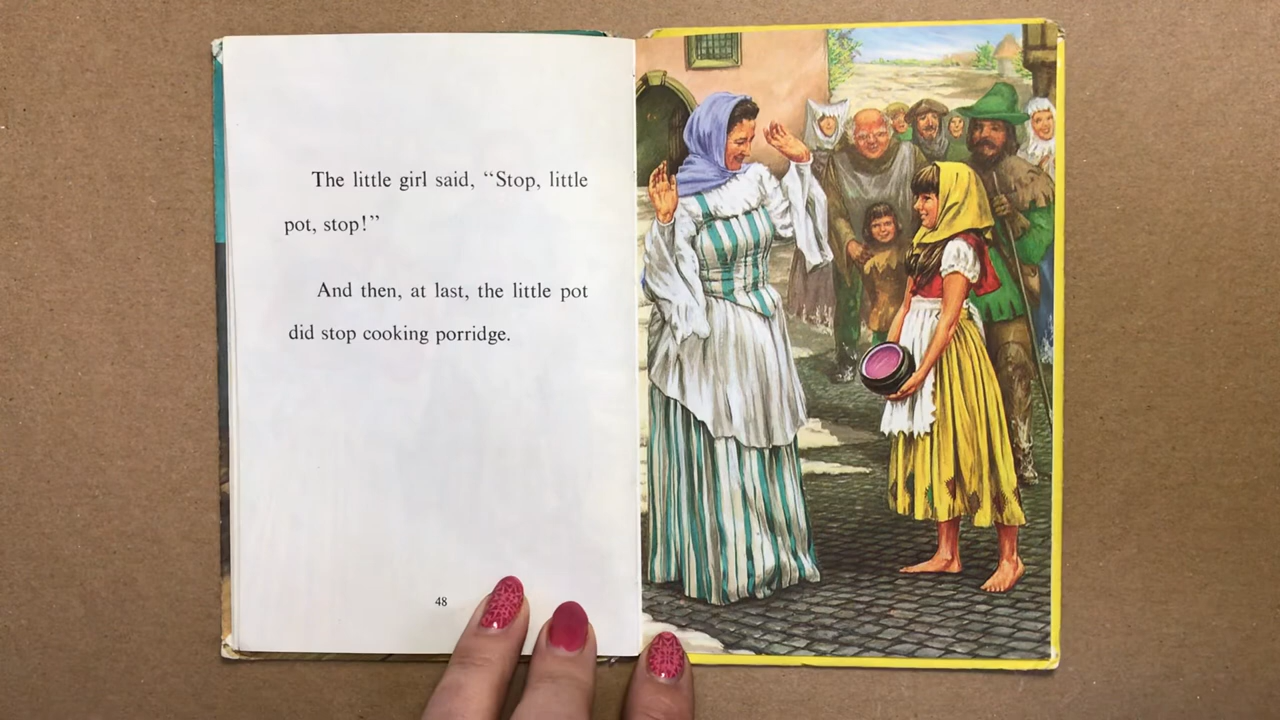 The little girl said, “Stop, little
pot, stop!”
And then, at last, the little pot
did stop cooking porridge.
48